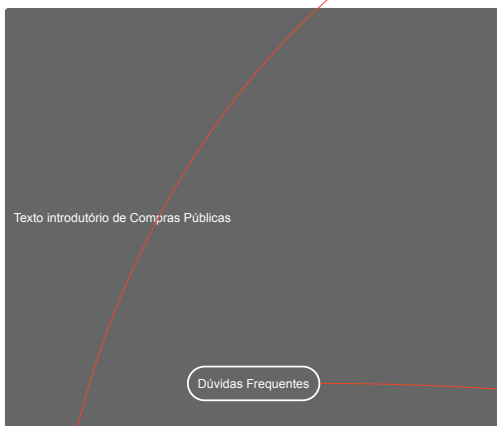 Texto introdutório de Compras Públicas
Dúvidas Frequentes